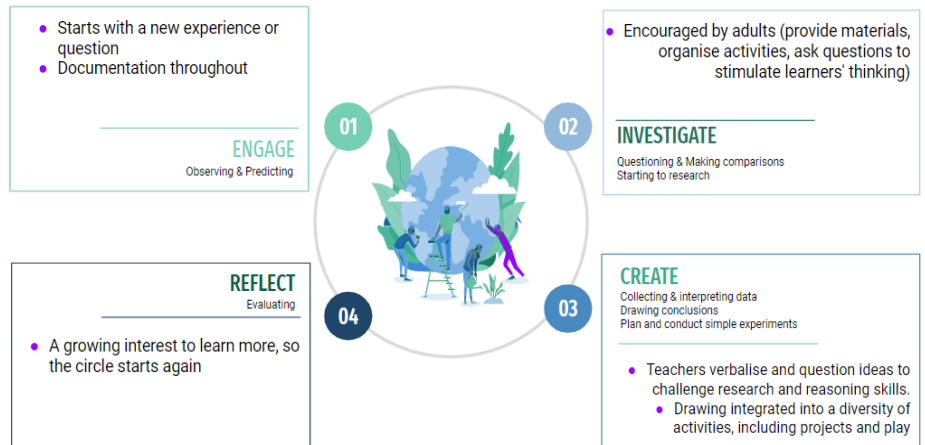 • Starts with a new experience or
question
• Documentation throughout
ENGAGE
Observing & Predicting
01
02
• Encouraged by adults (provide materials,
organise activities, ask questions to
stimulate learners' thinking)
INVESTIGATE
Questioning & Making comparisons
Starting to research
03
CREATE
Collecting & interpreting data
Drawing conclusions
Plan and conduct simple experiments
• Teachers verbalise and question ideas to
challenge research and reasoning skills.
• Drawing integrated into a diversity of
activities, including projects and play
04
REFLECT
Evaluating
• A growing interest to learn more, so
the circle starts again